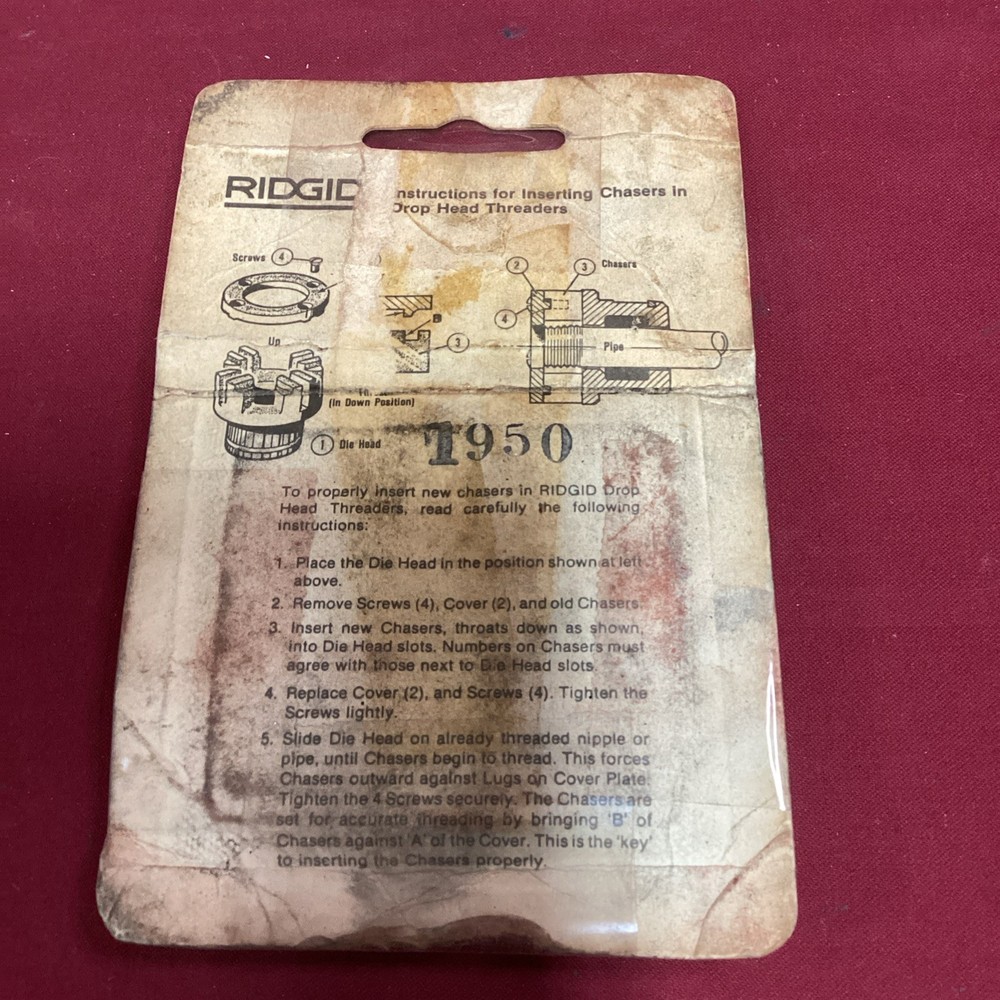 RIDGID
nstructions for Inserting Chasers in
Drop Head Threaders
Screws 4
2
3 Chasers
4
B
3
Up
Pipe
(In Down Position)
1 Die Head
1950
To properly insert new chasers in RIDGID Drop
Head Threaders, read carefully the following
instructions:
1. Place the Die Head in the position shown at left
above.
2. Remove Screws (4), Cover (2), and old Chasers.
3. Insert new Chasers, throats down as shown,
into Die Head slots. Numbers on Chasers must
agree with those next to Die Head slots.
4. Replace Cover (2), and Screws (4). Tighten the
Screws lightly.
5. Slide Die Head on already threaded nipple or
pipe, until Chasers begin to thread. This forces
Chasers outward against Lugs on Cover Plate.
Tighten the 4 Screws securely. The Chasers are
set for accurate threading by bringing 'B' of
Chasers against 'A' of the Cover. This is the 'key'
to inserting the Chasers properly.